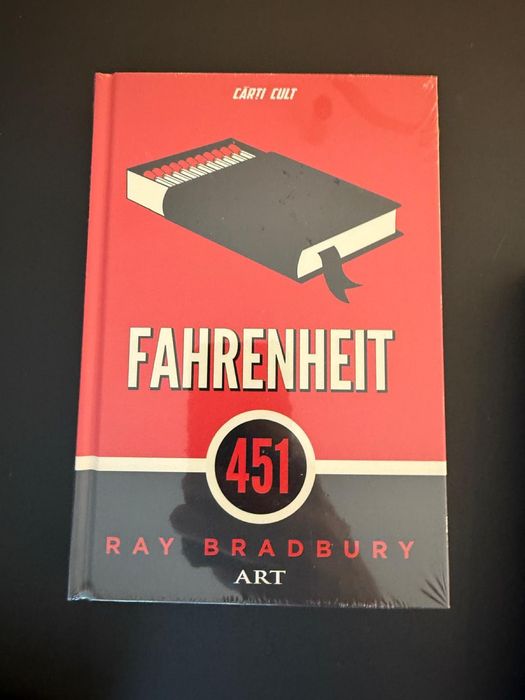 CĂRȚI CULT
FAHRENHEIT
451
RAY BRADBURY
ART